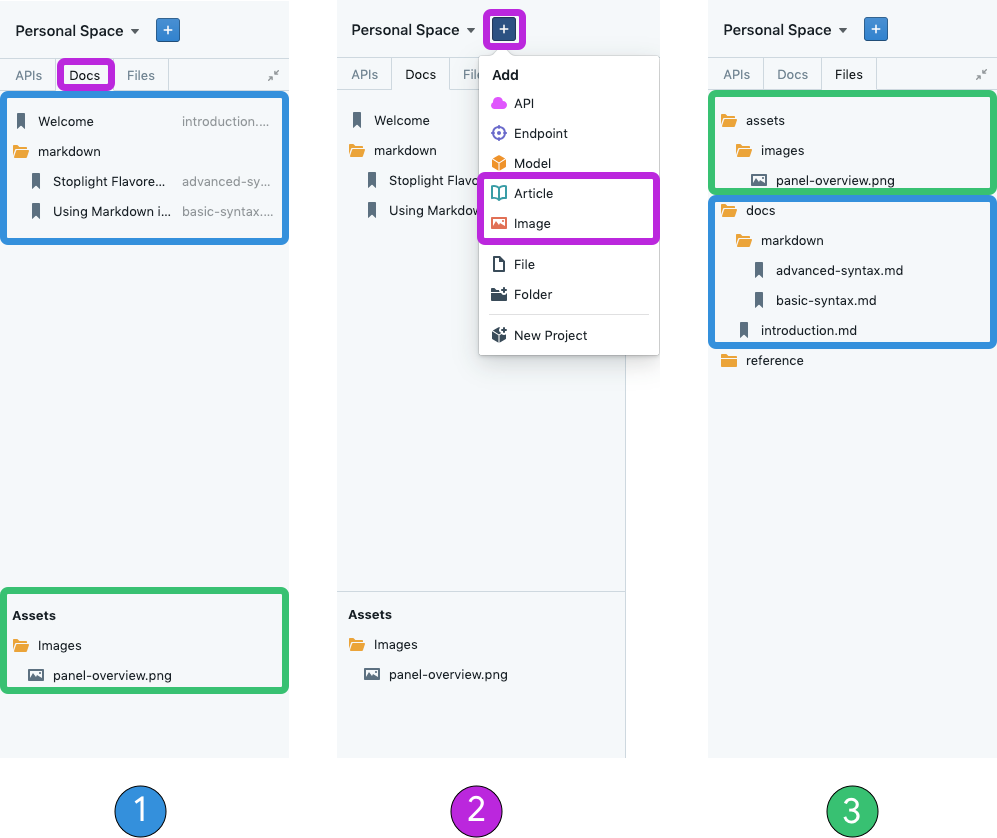 Personal Space
APIs Docs Files
Welcome introduction....
markdown
Stoplight Flavore... advanced-sy...
Using Markdown i... basic-syntax....
Assets
Images
panel-overview.png
1
Personal Space +
APIs Docs File
Add
API
Endpoint
Model
Article
Image
File
Folder
New Project
Welcome
markdown
Stoplight Flavo
Using Markdow
Assets
Images
panel-overview.png
2
Personal Space +
APIs Docs Files
assets
images
panel-overview.png
docs
markdown
advanced-syntax.md
basic-syntax.md
introduction.md
reference
3